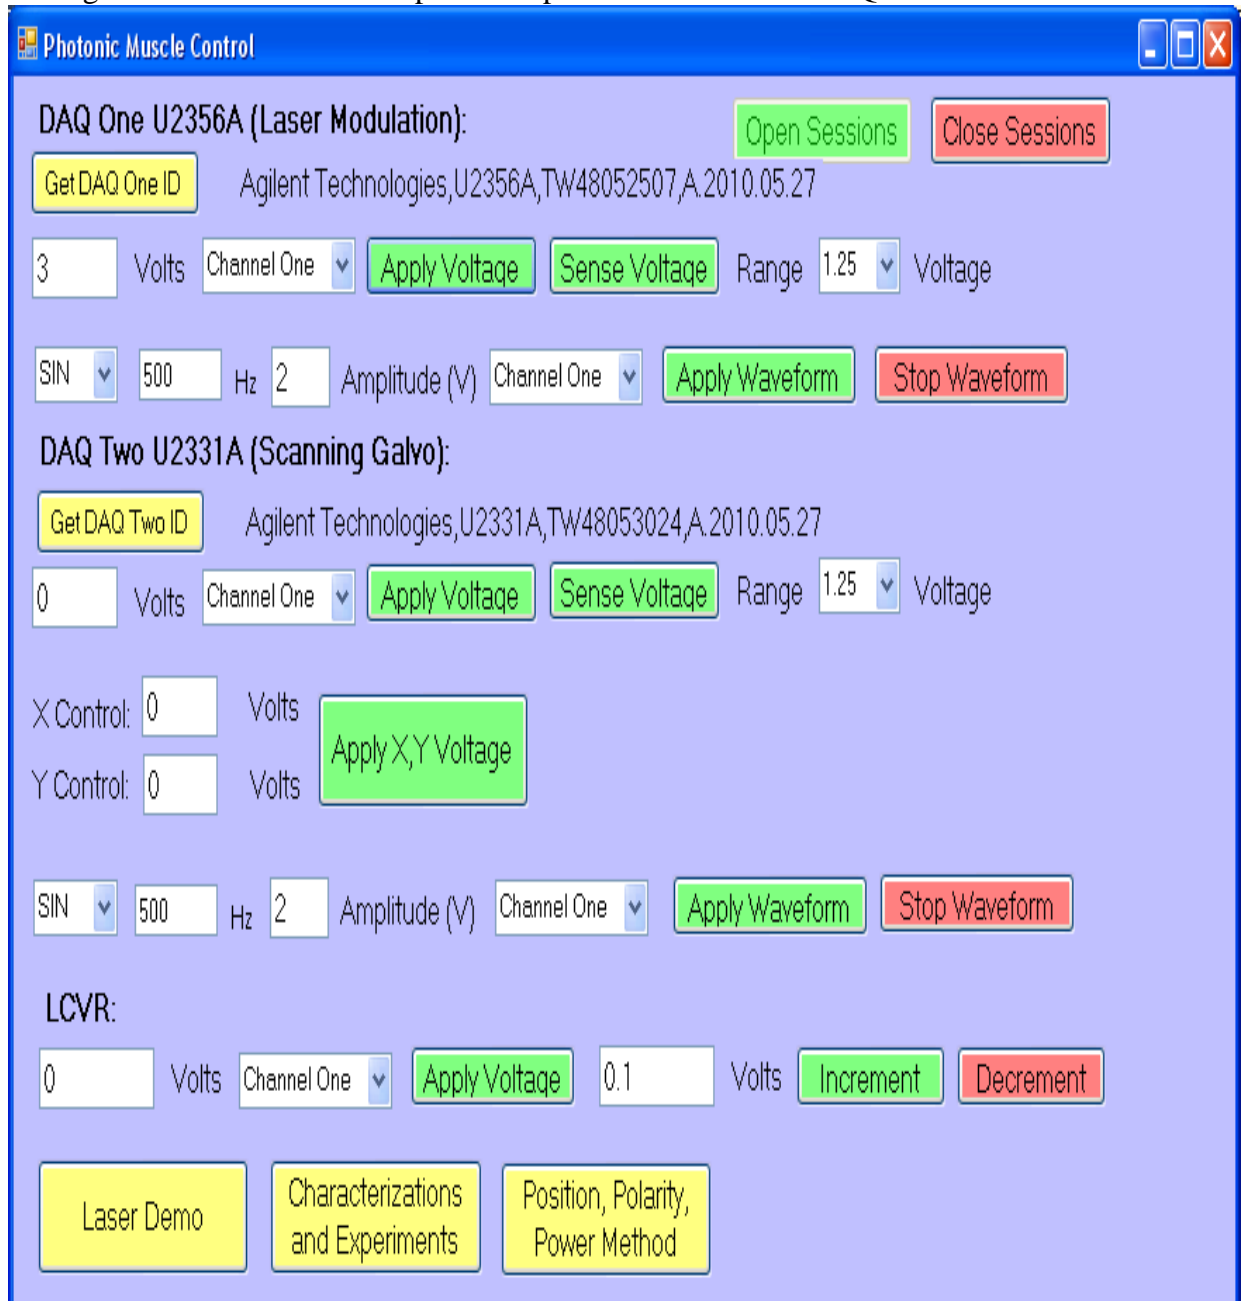 Photonic Muscle Control
DAQ One U2356A (Laser Modulation):
Open Sessions
Close Sessions
Get DAQ One ID
Agilent Technologies,U2356A,TW48052507,A.2010.05.27
3 Volts Channel One Apply Voltage Sense Voltage Range 1.25 Voltage
SIN 500 Hz 2 Amplitude (V) Channel One Apply Waveform Stop Waveform
DAQ Two U2331A (Scanning Galvo):
Get DAQ Two ID
Agilent Technologies,U2331A,TW48053024,A.2010.05.27
0 Volts Channel One Apply Voltage Sense Voltage Range 1.25 Voltage
X Control: 0 Volts
Apply X,Y Voltage
Y Control: 0 Volts
SIN 500 Hz 2 Amplitude (V) Channel One Apply Waveform Stop Waveform
LCVR:
0 Volts Channel One Apply Voltage 0.1 Volts Increment Decrement
Laser Demo
Characterizations
and Experiments
Position, Polarity,
Power Method